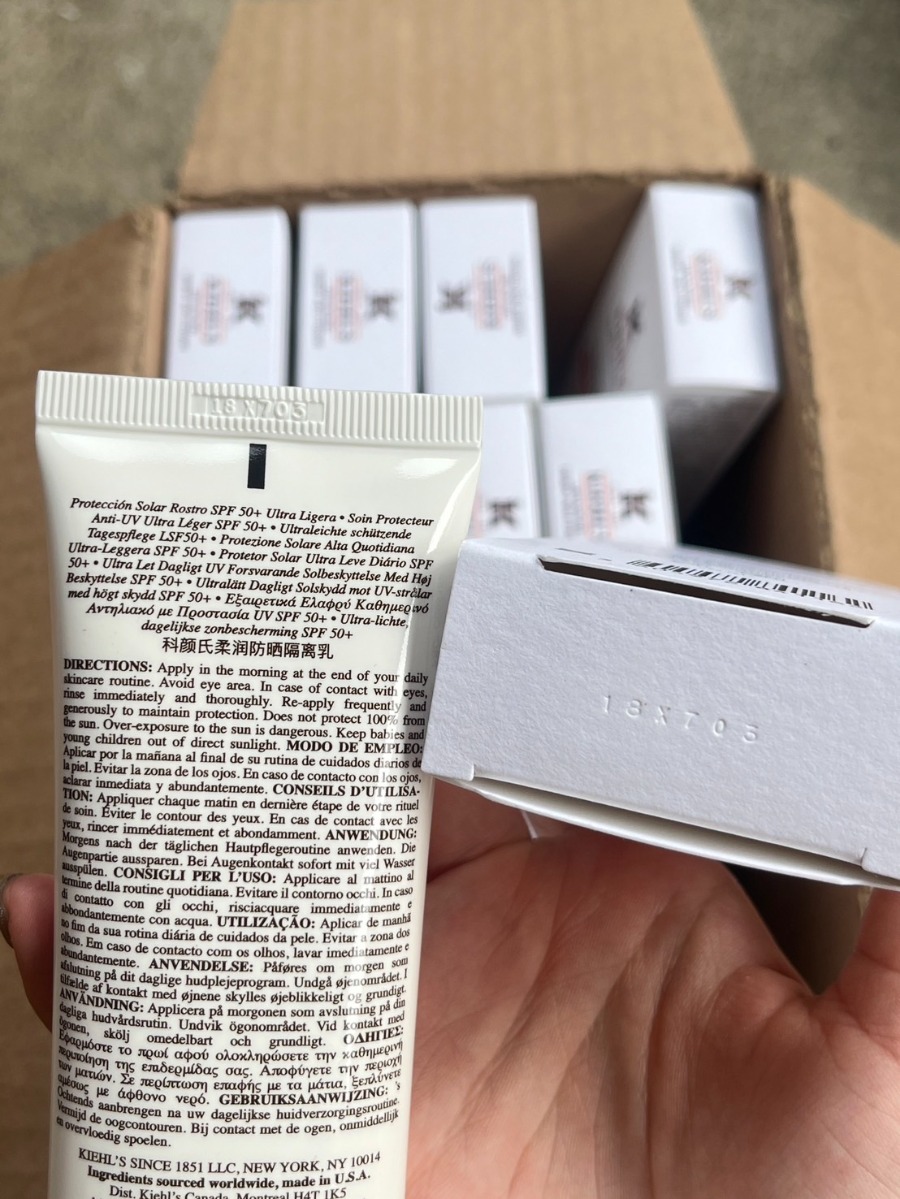 18X703
Protección Solar Rostro SPF 50+ Ultra Ligera • Soin Protecteur
Anti-UV Ultra Léger SPF 50+ • Ultraleichte schützende
Tagespflege LSF50+ • Protezione Solare Alta Quotidiana
Ultra-Leggera SPF 50+ • Protetor Solar Ultra Leve Diário SPF
50+ • Ultra Let Dagligt UV Forsvarande Solbeskyttelse Med Høj
Beskyttelse SPF 50+ • Ultralätt Dagligt Solskydd mot UV-strålar
med högt skydd SPF 50+ • Εξαιρετικά Ελαφρύ Καθημερινό
Αντηλιακό με Προστασία UV SPF 50+ • Ultra-lichte,
dagelijkse zonbescherming SPF 50+
科颜氏柔润防晒隔离乳
DIRECTIONS: Apply in the morning at the end of your daily
skincare routine. Avoid eye area. In case of contact with eyes,
rinse immediately and thoroughly. Re-apply frequently and
generously to maintain protection. Does not protect 100% from
the sun. Over-exposure to the sun is dangerous. Keep babies and
young children out of direct sunlight. MODO DE EMPLEO:
Aplicar por la mañana al final de su rutina de cuidados diarios de
la piel. Evitar la zona de los ojos. En caso de contacto con los ojos,
aclarar inmediata y abundantemente. CONSEILS D'UTILISA-
TION: Appliquer chaque matin en dernière étape de votre rituel
de soin. Éviter le contour des yeux. En cas de contact avec les
yeux, rincer immédiatement et abondamment. ANWENDUNG:
Morgens nach der täglichen Hautpflegeroutine anwenden. Die
Augenpartie aussparen. Bei Augenkontakt sofort mit viel Wasser
ausspülen. CONSIGLI PER L'USO: Applicare al mattino al
termine della routine quotidiana. Evitare il contorno occhi. In caso
di contatto con gli occhi, risciacquare immediatamente e
abbondantemente con acqua. UTILIZAÇÃO: Aplicar de manhã
no fim da sua rotina diária de cuidados da pele. Evitar a zona dos
olhos. Em caso de contacto com os olhos, lavar imediatamente e
abundantemente. ANVENDELSE: Påføres om morgen som
afslutning på dit daglige hudplejeprogram. Undgå øjenområdet. I
tilfælde af kontakt med øjnene skylles øjeblikkeligt og grundigt.
ANVÄNDNING: Applicera på morgonen som avslutning på din
dagliga hudvårdsrutin. Undvik ögonområdet. Vid kontakt med
ögonen, skölj omedelbart och grundligt. ΟΔΗΓΙΕΣ:
Εφαρμόστε το πρωί αφού ολοκληρώσετε την καθημερινή
περιποίηση της επιδερμίδας σας. Αποφύγετε την περιοχή
των ματιών. Σε περίπτωση επαφής με τα μάτια, ξεπλύνετε
αμέσως με άφθονο νερό. GEBRUIKSAANWIJZING: 's
Ochtends aanbrengen na uw dagelijkse huidverzorgingsroutine.
Vermijd de oogcontouren. Bij contact met de ogen, onmiddellijk
en overvloedig spoelen.
KIEHL'S SINCE 1851 LLC, NEW YORK, NY 10014
Ingredients sourced worldwide, made in U.S.A.
Dist. Kiehl's Canada, Montreal H4T 1K5
18X703